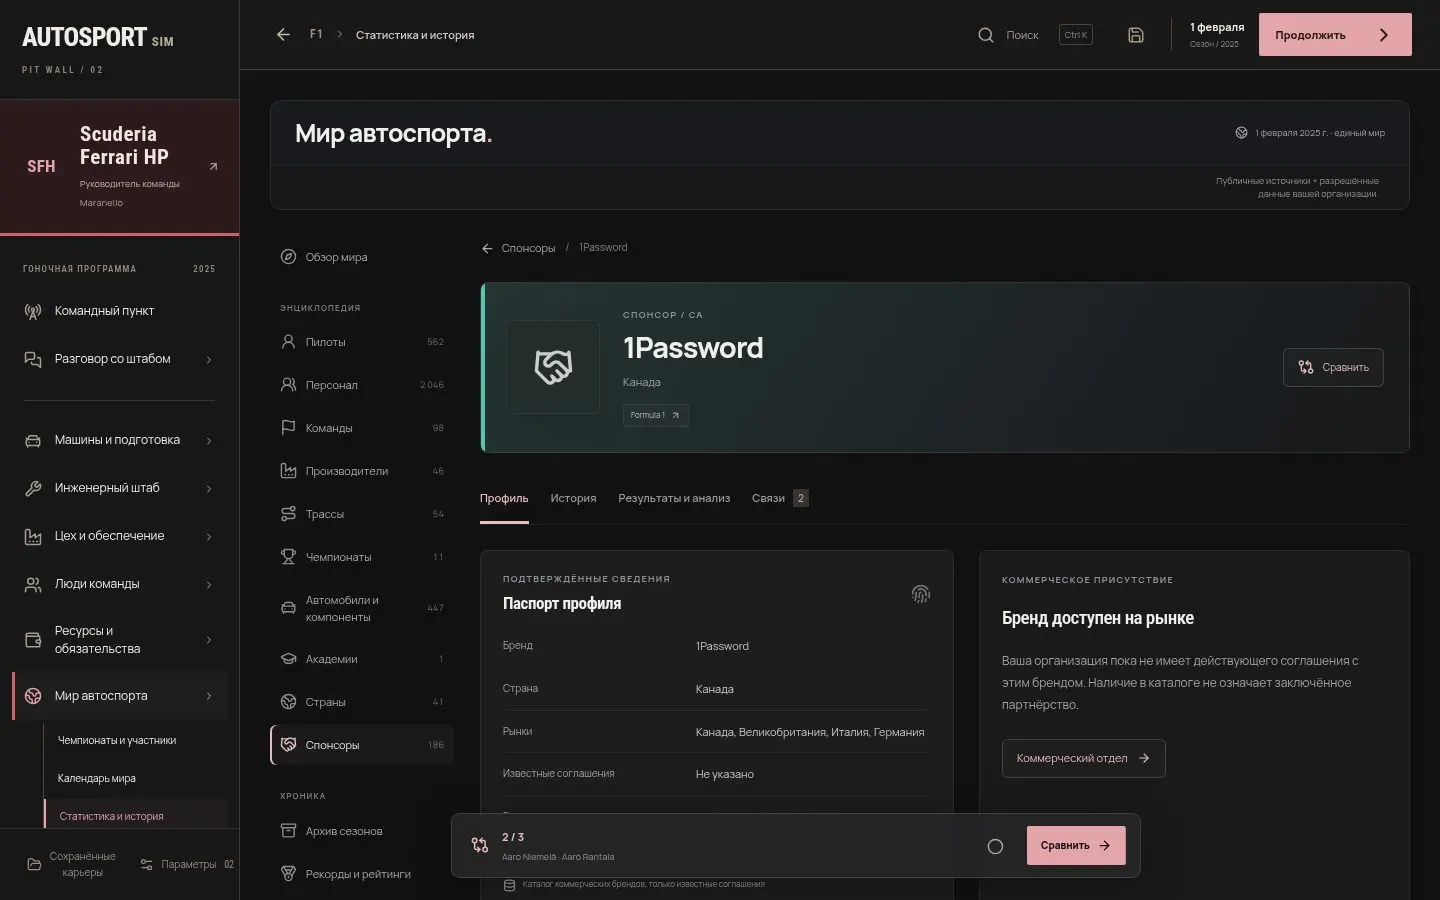 AUTOSPORT SIM
PIT WALL / 02
SFH
Scuderia
Ferrari HP
Руководитель команды
Maranello
ГОНОЧНАЯ ПРОГРАММА 2025
Командный пункт
Разговор со штабом
Машины и подготовка
Инженерный штаб
Цех и обеспечение
Люди команды
Ресурсы и
обязательства
Мир автоспорта
Чемпионаты и участники
Календарь мира
Статистика и история
Сохранённые
карьеры
Параметры 02
F1 Статистика и история
Поиск Ctrl K
1 февраля
Сезон / 2025
Продолжить
Мир автоспорта.
1 февраля 2025 г. · единый мир
Публичные источники + разрешённые
данные вашей организации.
Обзор мира
ЭНЦИКЛОПЕДИЯ
Пилоты 562
Персонал 2 046
Команды 98
Производители 46
Трассы 54
Чемпионаты 11
Автомобили и
компоненты 447
Академии 1
Страны 41
Спонсоры 186
ХРОНИКА
Архив сезонов
Рекорды и рейтинги
Спонсоры / 1Password
СПОНСОР / CA
1Password
Канада
Formula 1
Сравнить
Профиль История Результаты и анализ Связи 2
ПОДТВЕРЖДЁННЫЕ СВЕДЕНИЯ
Паспорт профиля
Бренд 1Password
Страна Канада
Рынки Канада, Великобритания, Италия, Германия
Известные соглашения Не указано
КОММЕРЧЕСКОЕ ПРИСУТСТВИЕ
Бренд доступен на рынке
Ваша организация пока не имеет действующего соглашения с
этим брендом. Наличие в каталоге не означает заключённое
партнёрство.
Коммерческий отдел
2 / 3
Aaro Niemelä · Aaro Rantala
Сравнить
Каталог коммерческих брендов; только известные соглашения